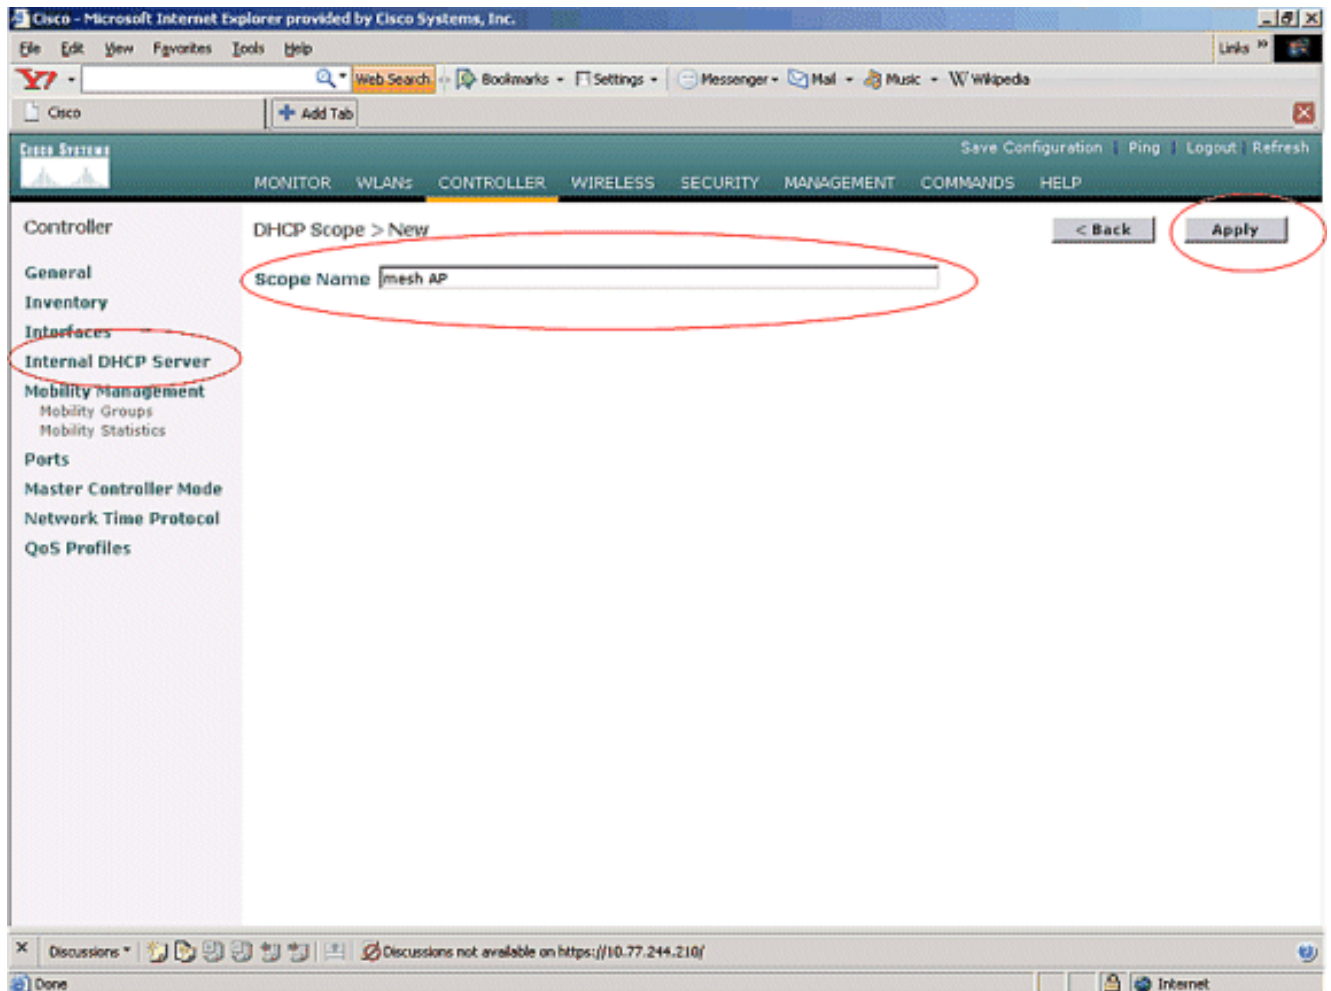 Cisco - Microsoft Internet Explorer provided by Cisco Systems, Inc.
File Edit View Favorites Tools Help Links »
Y! Web Search Bookmarks Settings Messenger Mail Music W Wikipedia
Cisco Add Tab
CISCO SYSTEMS
Save Configuration | Ping | Logout | Refresh
MONITOR WLANs CONTROLLER WIRELESS SECURITY MANAGEMENT COMMANDS HELP
Controller
DHCP Scope > New
< Back
Apply
Scope Name mesh AP
General
Inventory
Interfaces
Internal DHCP Server
Mobility Management
Mobility Groups
Mobility Statistics
Ports
Master Controller Mode
Network Time Protocol
QoS Profiles
Discussions Discussions not available on https://10.77.244.210/
Done Internet